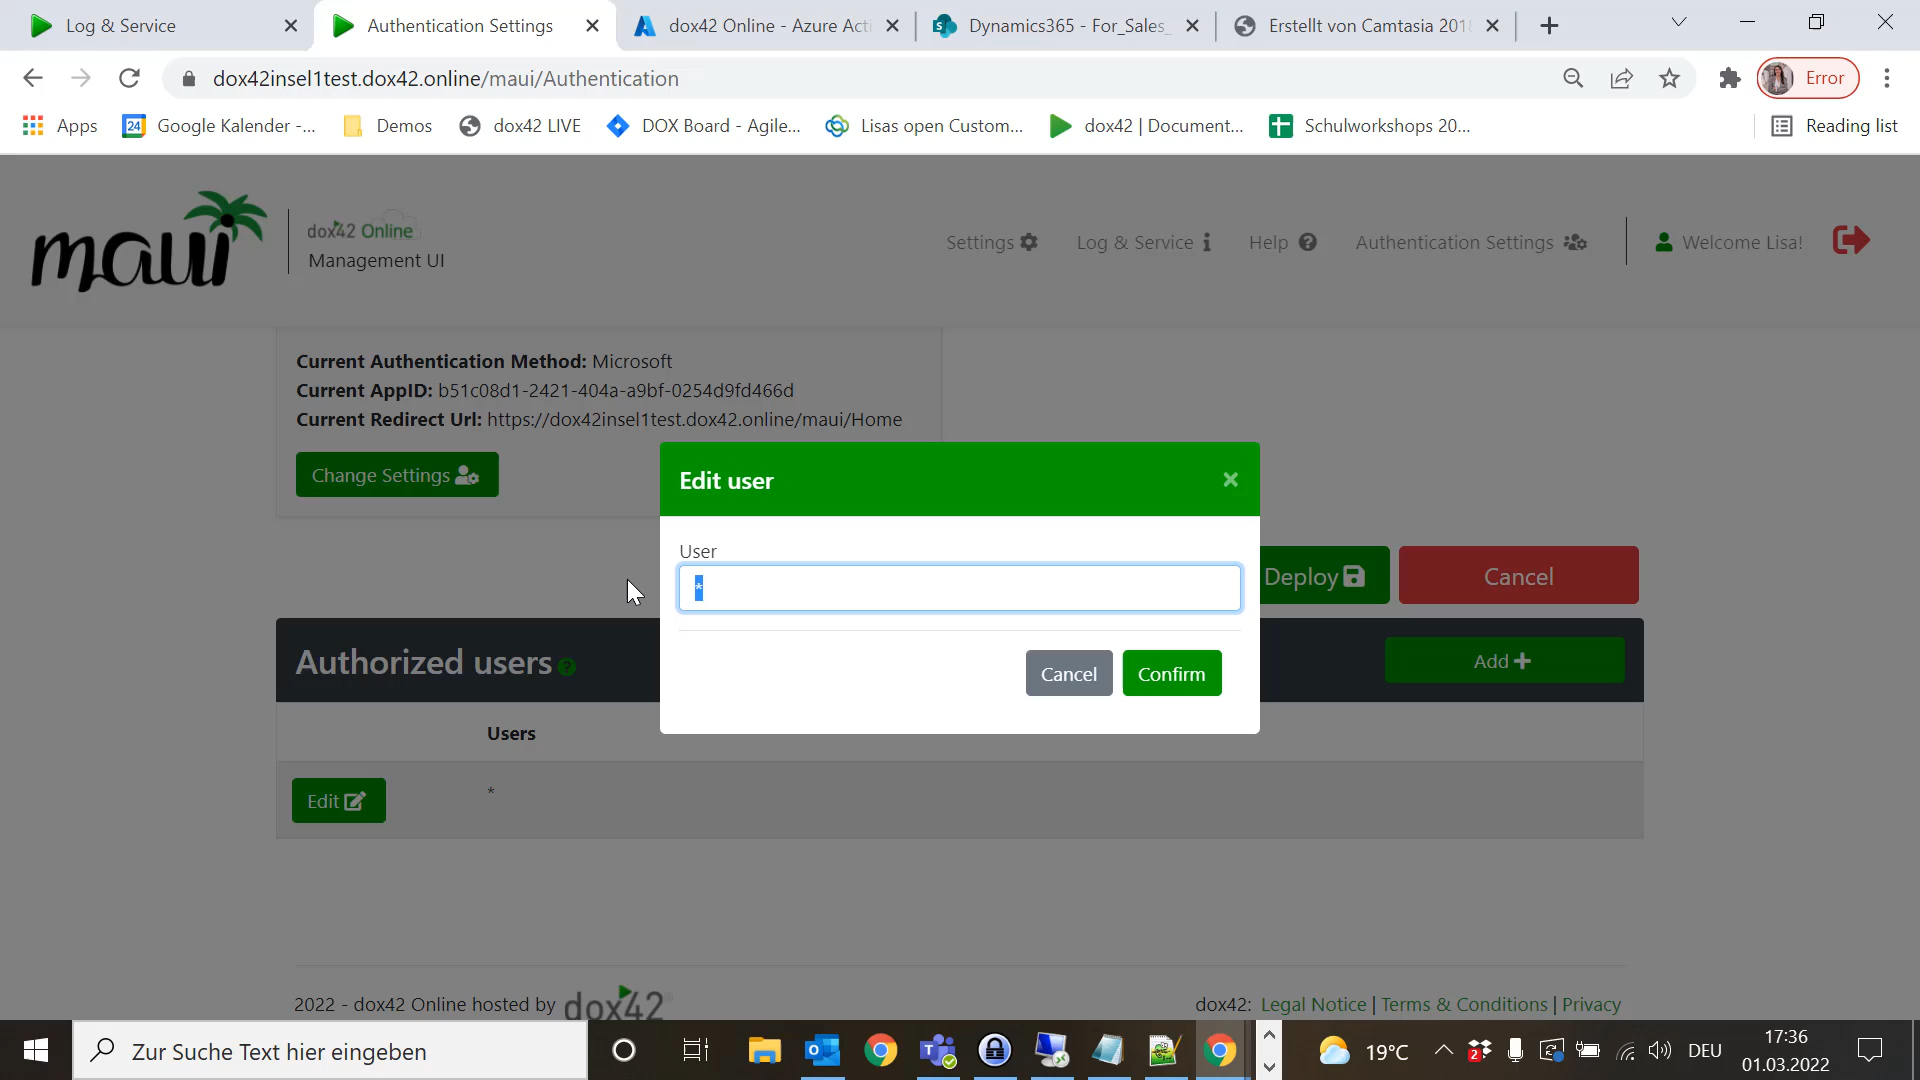 Log & Service
Authentication Settings
dox42 Online - Azure Acti
Dynamics365 - For_Sales_
Erstellt von Camtasia 2018
dox42insel1test.dox42.online/maui/Authentication
Error
Apps
24
Google Kalender -...
Demos
dox42 LIVE
DOX Board - Agile...
Lisas open Custom...
dox42 | Document...
Schulworkshops 20...
Reading list
maui
dox42 Online
Management UI
Settings
Log & Service
Help
Authentication Settings
Welcome Lisa!
Current Authentication Method: Microsoft
Current AppID: b51c08d1-2421-404a-a9bf-0254d9fd466d
Current Redirect Url: https://dox42insel1test.dox42.online/maui/Home
Change Settings
Edit user
User
*
Cancel
Confirm
Deploy
Cancel
Authorized users
Add
Users
Edit
*
2022 - dox42 Online hosted by dox42
dox42: Legal Notice | Terms & Conditions | Privacy
Zur Suche Text hier eingeben
19°C
2
DEU
17:36
01.03.2022